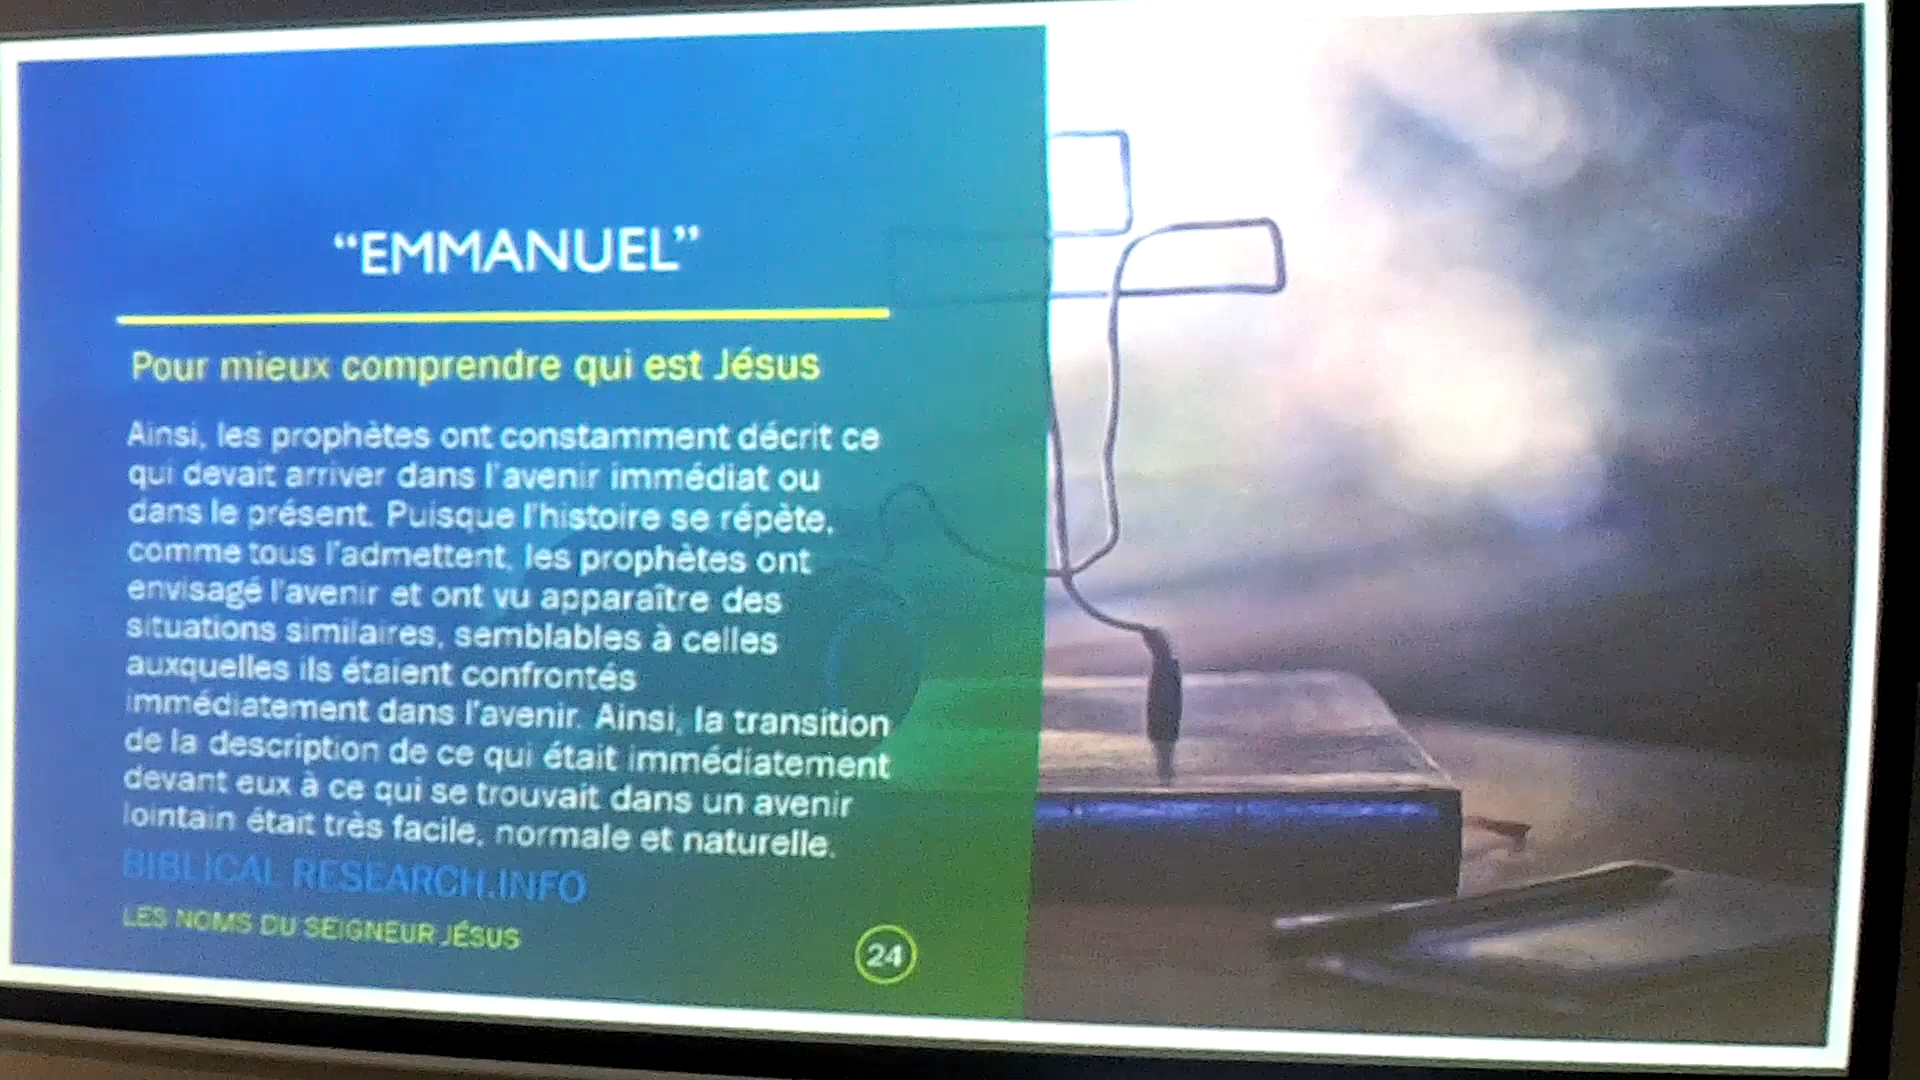 “EMMANUEL”
Pour mieux comprendre qui est Jésus
Ainsi, les prophètes ont constamment décrit ce
qui devait arriver dans l'avenir immédiat ou
dans le présent. Puisque l'histoire se répète,
comme tous l'admettent, les prophètes ont
envisagé l'avenir et ont vu apparaître des
situations similaires, semblables à celles
auxquelles ils étaient confrontés
immédiatement dans l'avenir. Ainsi, la transition
de la description de ce qui était immédiatement
devant eux à ce qui se trouvait dans un avenir
lointain était très facile, normale et naturelle.
BIBLICAL RESEARCH.INFO
LES NOMS DU SEIGNEUR JÉSUS
24